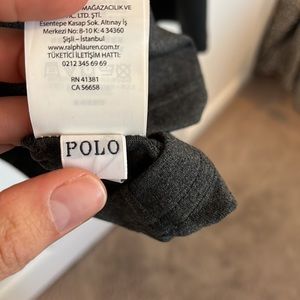 MAĞAZACILIK VE
TİC. LTD. ŞTİ.
Esentepe Kasap Sok. Altınay İş
Merkezi No: 8-10 K: 4 34360
Şişli - İstanbul
www.ralphlauren.com
TÜKETİCİ İLETİŞİM HATTI:
0212 345 69 69
RN 41381
CA 56658
POLO